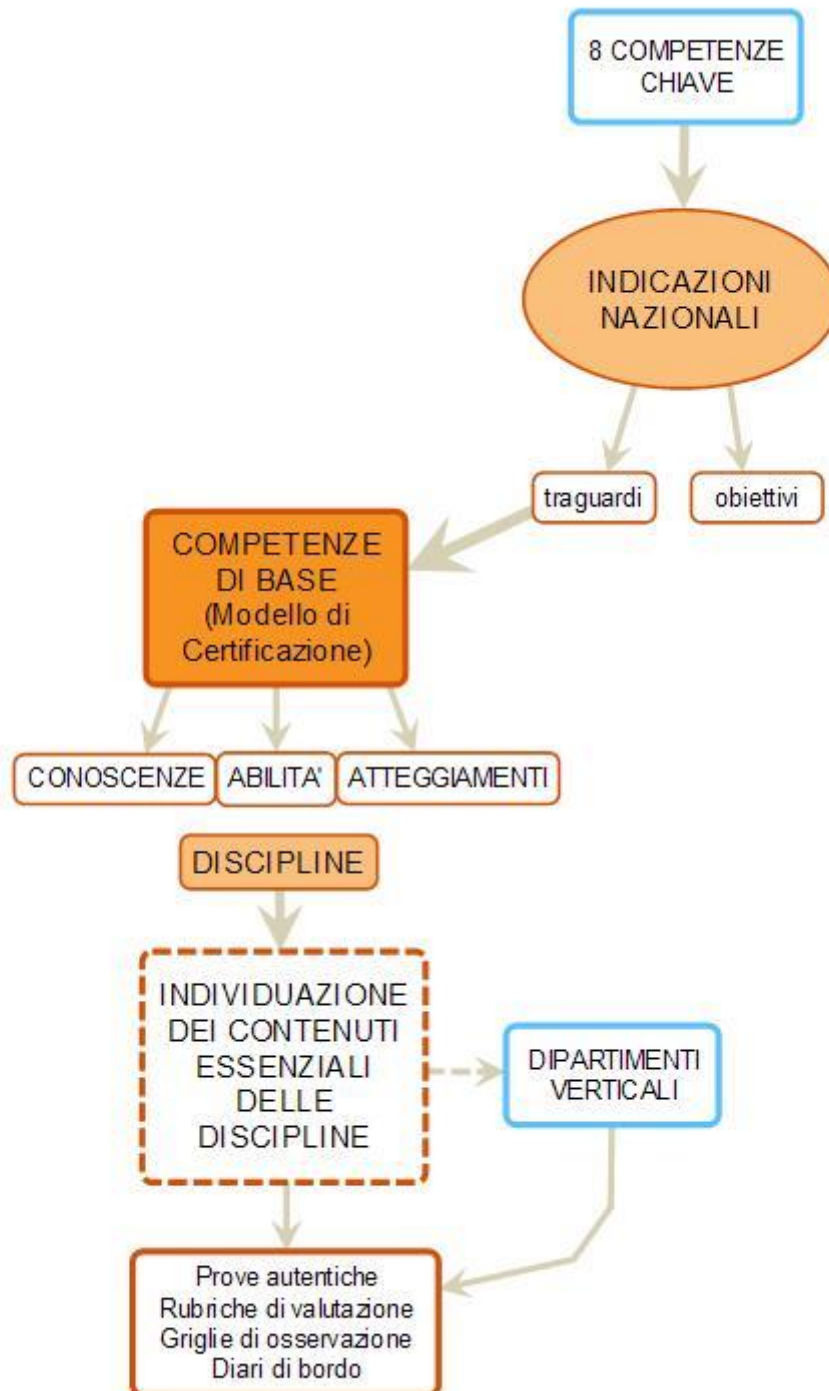 8 COMPETENZE
CHIAVE
INDICAZIONI
NAZIONALI
traguardi
obiettivi
COMPETENZE
DI BASE
(Modello di
Certificazione)
CONOSCENZE
ABILITA'
ATTEGGIAMENTI
DISCIPLINE
INDIVIDUAZIONE
DEI CONTENUTI
ESSENZIALI
DELLE
DISCIPLINE
DIPARTIMENTI
VERTICALI
Prove autentiche
Rubriche di valutazione
Griglie di osservazione
Diari di bordo